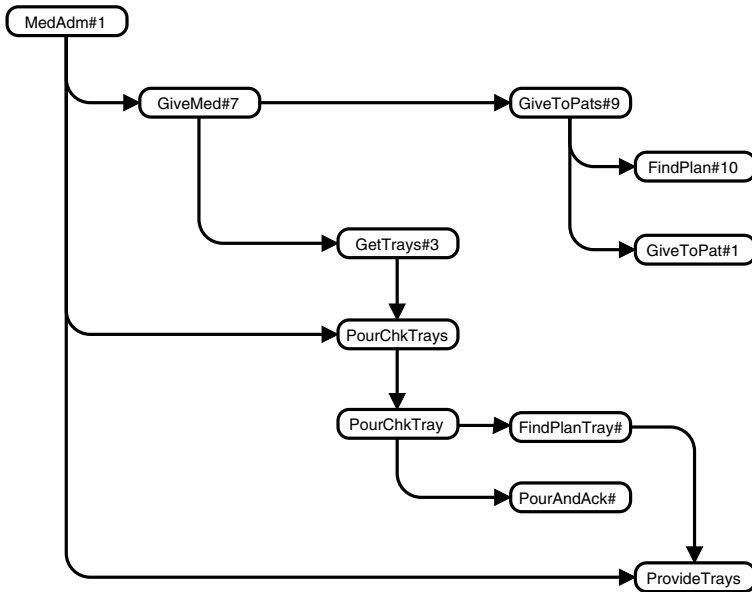 MedAdm#1
GiveMed#7
GiveToPats#9
FindPlan#10
GetTrays#3
GiveToPat#1
PourChkTrays
PourChkTray
FindPlanTray#
PourAndAck#
ProvideTrays